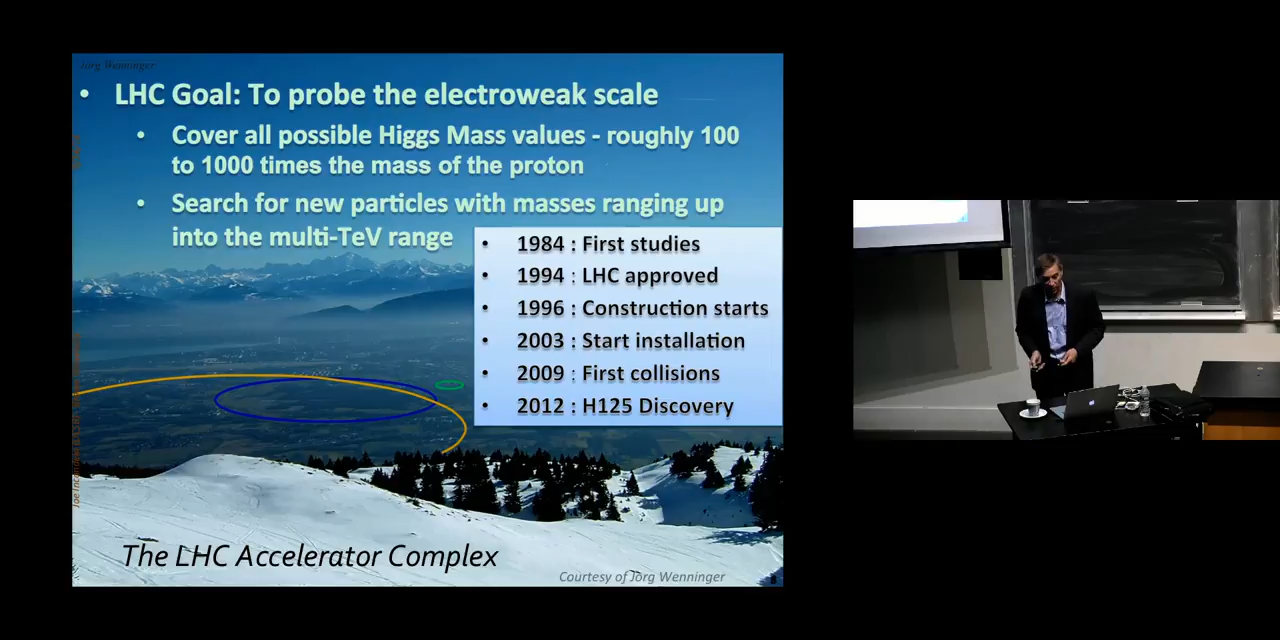 Jorg Wenninger
• LHC Goal: To probe the electroweak scale
• Cover all possible Higgs Mass values - roughly 100
to 1000 times the mass of the proton
• Search for new particles with masses ranging up
into the multi-TeV range
• 1984 : First studies
• 1994 : LHC approved
• 1996 : Construction starts
• 2003 : Start installation
• 2009 : First collisions
• 2012 : H125 Discovery
The LHC Accelerator Complex
Courtesy of Jorg Wenninger
8